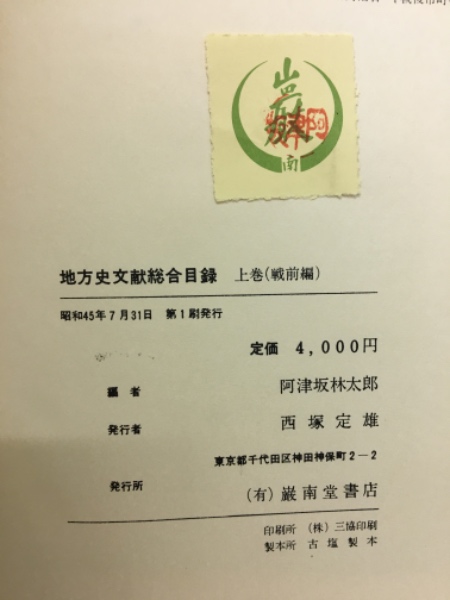 南
地方史文献総合目録 上巻(戦前編)
昭和45年7月31日 第1刷発行
定価 4,000円
編者 阿津坂林太郎
発行者 西塚定雄
東京都千代田区神田神保町2-2
発行所 (有)巌南堂書店
印刷所 (株)三協印刷
製本所 古塩製本